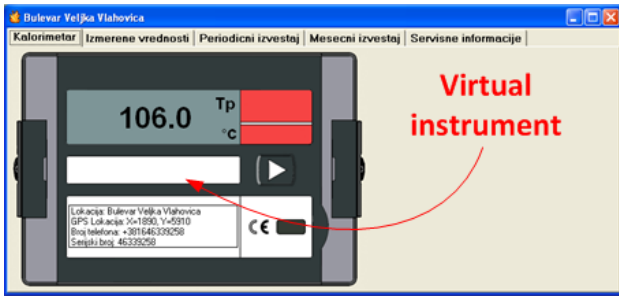 Bulevar Veljka Vlahovica
Kalorimetar Izmerene vrednosti Periodicni izvestaj Mesecni izvestaj Servisne informacije
Virtual
instrument
106.0 Tp
°C
Lokacija: Bulevar Veljka Vlahovica
GPS Lokacija: X=1890, Y=5910
Broj telefona: +381646339258
Serijski broj: 46339258
CE